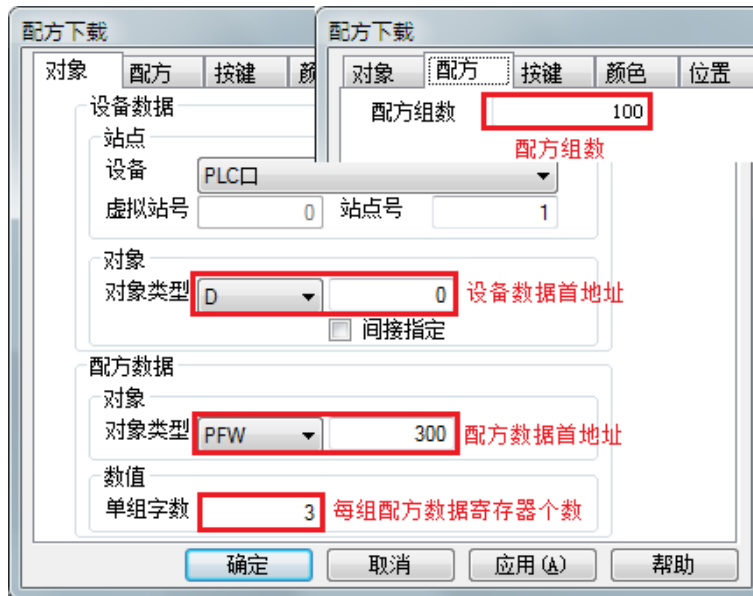 配方下载
对象 配方 按键 颜
设备数据
站点
设备 PLC口
虚拟站号 0 站点号 1
对象
对象类型 D 0 设备数据首地址
间接指定
配方数据
对象
对象类型 PFW 300 配方数据首地址
数值
单组字数 3 每组配方数据寄存器个数
确定 取消 应用(A) 帮助
配方下载
对象 配方 按键 颜色 位置
配方组数 100
配方组数